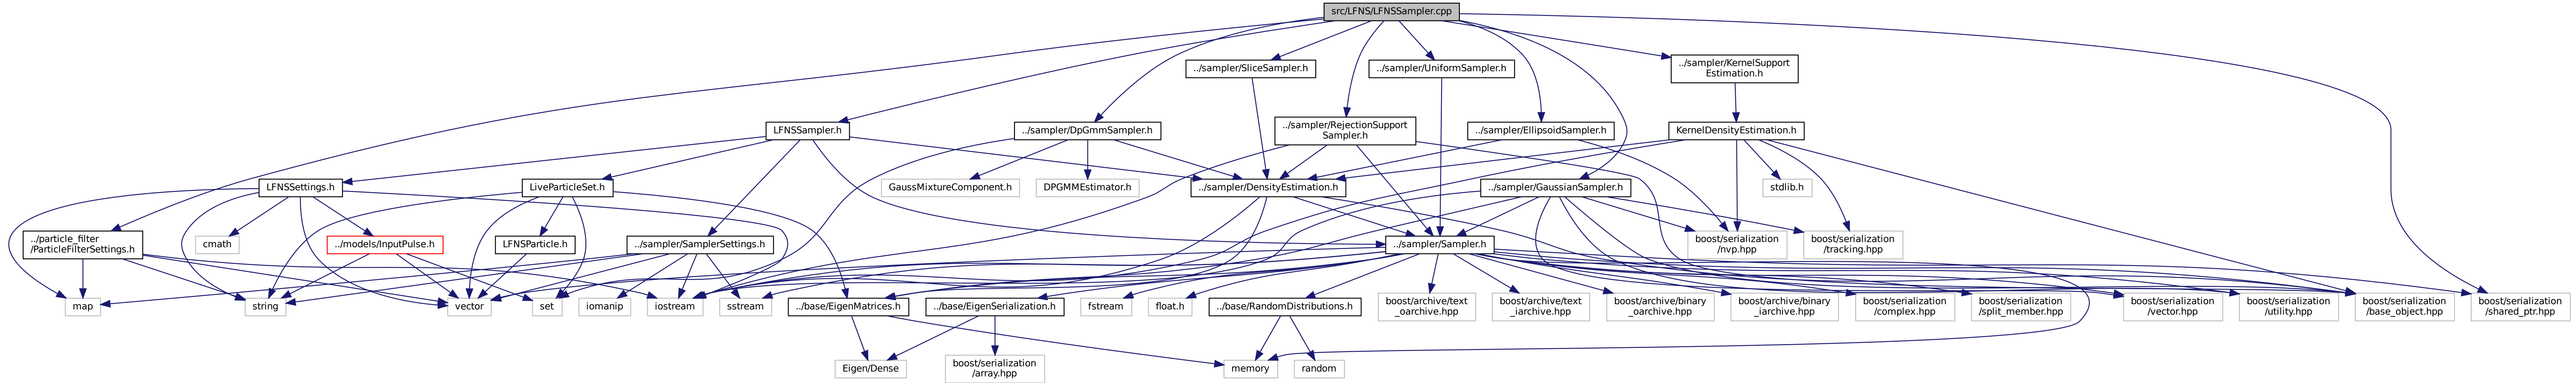 src/LFNS/LFNSSampler.cpp
../sampler/SliceSampler.h
../sampler/UniformSampler.h
../sampler/KernelSupport
Estimation.h
LFNSSampler.h
../sampler/DpGmmSampler.h
../sampler/RejectionSupport
Sampler.h
../sampler/EllipsoidSampler.h
KernelDensityEstimation.h
LFNSSettings.h
LiveParticleSet.h
GaussMixtureComponent.h
DPGMMEstimator.h
../sampler/DensityEstimation.h
../sampler/GaussianSampler.h
stdlib.h
../particle_filter
/ParticleFilterSettings.h
cmath
../models/InputPulse.h
LFNSParticle.h
../sampler/SamplerSettings.h
../sampler/Sampler.h
boost/serialization
/nvp.hpp
boost/serialization
/tracking.hpp
map
string
vector
set
iomanip
iostream
sstream
../base/EigenMatrices.h
../base/EigenSerialization.h
fstream
float.h
../base/RandomDistributions.h
boost/archive/text
_oarchive.hpp
boost/archive/text
_iarchive.hpp
boost/archive/binary
_oarchive.hpp
boost/archive/binary
_iarchive.hpp
boost/serialization
/complex.hpp
boost/serialization
/split_member.hpp
boost/serialization
/vector.hpp
boost/serialization
/utility.hpp
boost/serialization
/base_object.hpp
boost/serialization
/shared_ptr.hpp
Eigen/Dense
boost/serialization
/array.hpp
memory
random